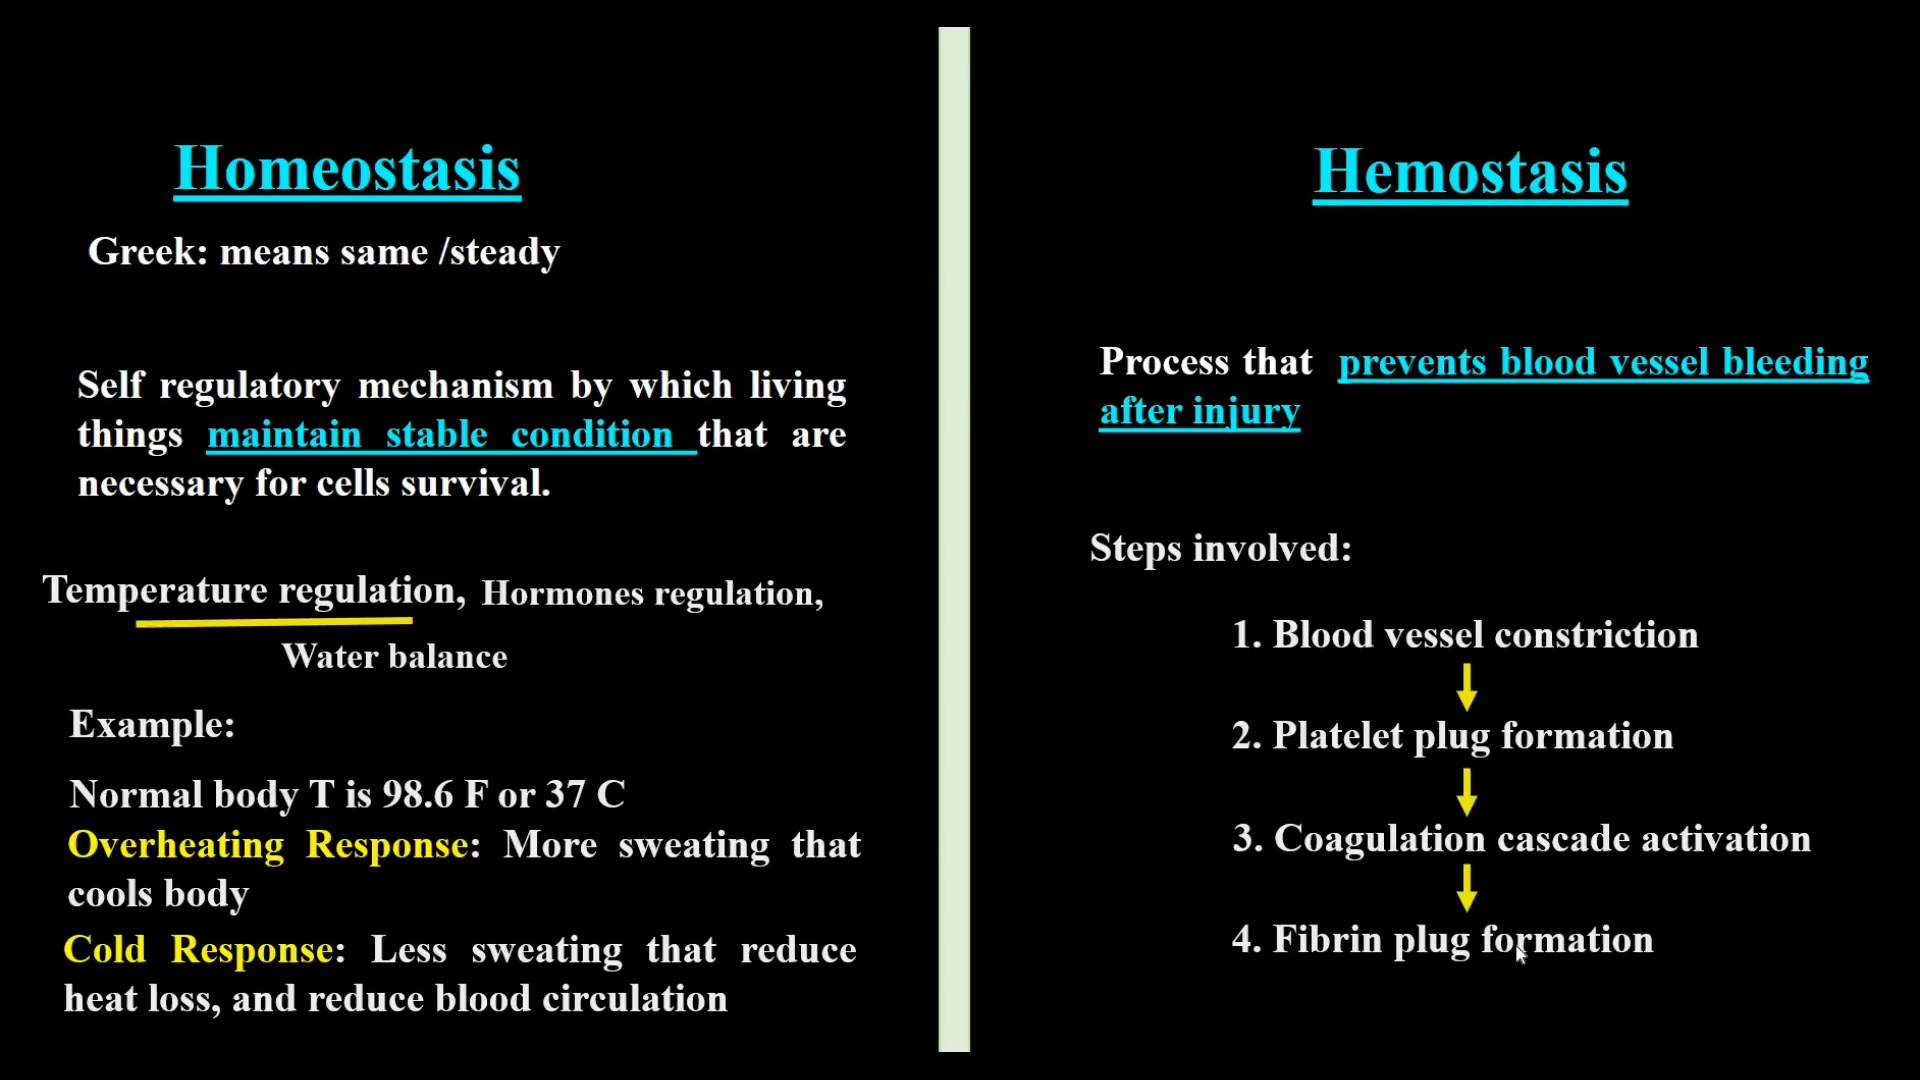 Homeostasis
Greek: means same /steady
Self regulatory mechanism by which living
things maintain stable condition that are
necessary for cells survival.
Temperature regulation, Hormones regulation,
Water balance
Example:
Normal body T is 98.6 F or 37 C
Overheating Response: More sweating that
cools body
Cold Response: Less sweating that reduce
heat loss, and reduce blood circulation
Hemostasis
Process that prevents blood vessel bleeding
after injury
Steps involved:
1. Blood vessel constriction
2. Platelet plug formation
3. Coagulation cascade activation
4. Fibrin plug formation